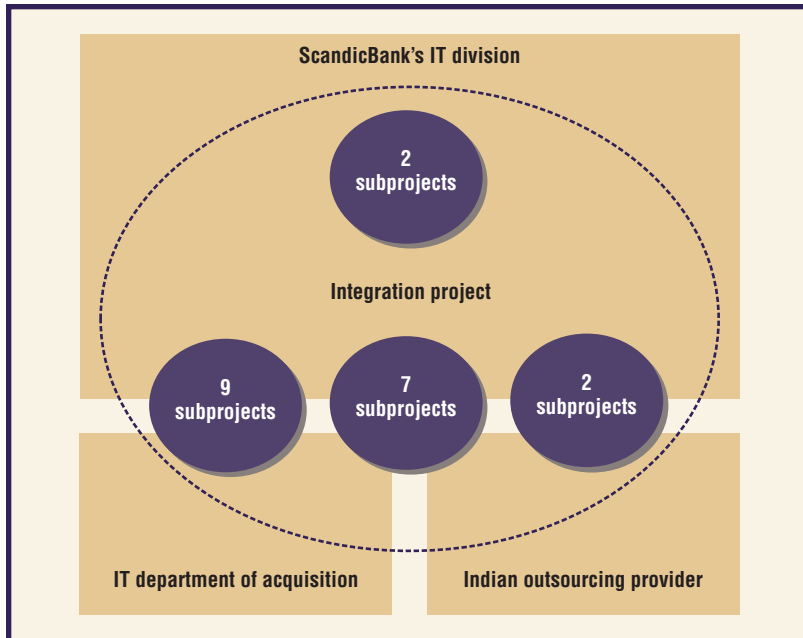 ScandicBank's IT division
2
subprojects
Integration project
9
subprojects
7
subprojects
2
subprojects
IT department of acquisition
Indian outsourcing provider